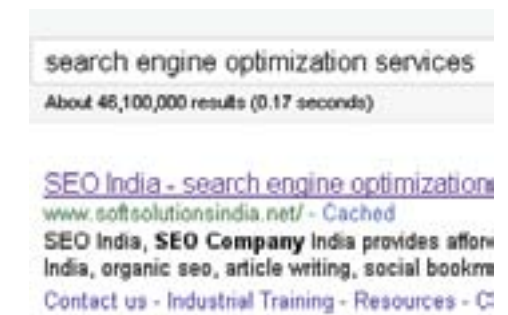 search engine optimization services
About 46,100,000 results (0.17 seconds)
SEO India - search engine optimization
www.softsolutionsindia.net/ - Cached
SEO India, SEO Company India provides
India, organic seo, article writing, social
Contact us - Industrial Training - Resources -